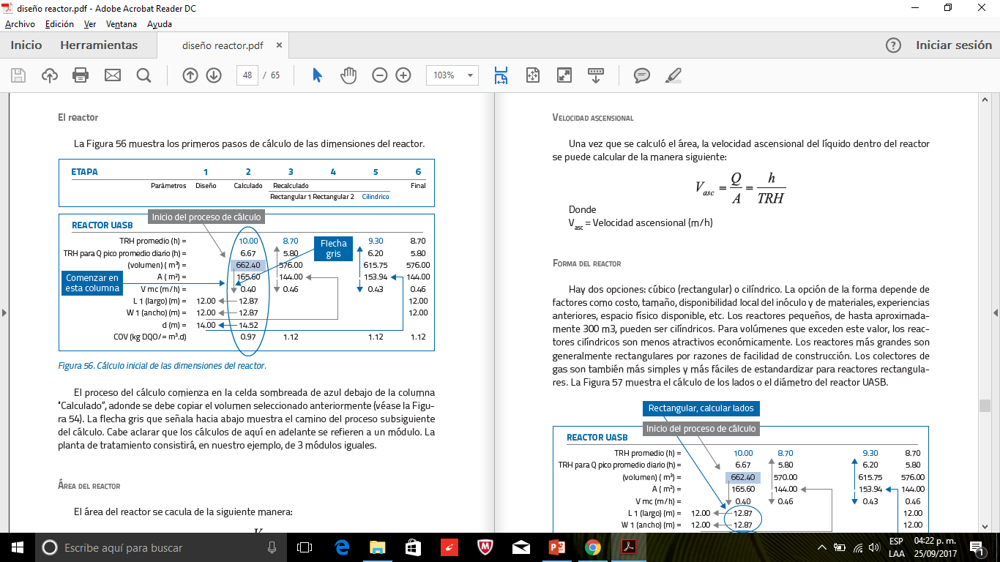 diseño reactor.pdf - Adobe Acrobat Reader DC
Archivo Edición Ver Ventana Ayuda
Inicio Herramientas diseño reactor.pdf × ? Iniciar sesión
48 / 65 103%
El reactor
La Figura 56 muestra los primeros pasos de cálculo de las dimensiones del reactor.
ETAPA 1 2 3 4 5 6
Parámetros Diseño Calculado Recalculado Final
Rectangular 1 Rectangular 2 Cilíndrico
Inicio del proceso de cálculo
REACTOR UASB
TRH promedio (h) = 10.00 8.70 9.30 8.70
Flecha gris
TRH para Q pico promedio diario (h) = 6.67 5.80 6.20 5.80
(volumen) ( m³) = 662.40 576.00 615.75 576.00
Comenzar en esta columna
A ( m²) = 165.60 144.00 153.94 144.00
V mc (m/h) = 0.40 0.46 0.43 0.46
L 1 (largo) (m) = 12.00 12.87 12.00
W 1 (ancho) (m) = 12.00 12.87 12.00
d (m) = 14.00 14.52
COV (kg DQO/= m³.d) 0.97 1.12 1.12 1.12
Figura 56. Cálculo inicial de las dimensiones del reactor.
El proceso del cálculo comienza en la celda sombreada de azul debajo de la columna
"Calculado", adonde se debe copiar el volumen seleccionado anteriormente (véase la Figu-
ra 54). La flecha gris que señala hacia abajo muestra el camino del proceso subsiguiente
del cálculo. Cabe aclarar que los cálculos de aquí en adelante se refieren a un módulo. La
planta de tratamiento consistirá, en nuestro ejemplo, de 3 módulos iguales.
ÁREA DEL REACTOR
El área del reactor se cacula de la siguiente manera:
VELOCIDAD ASCENSIONAL
Una vez que se calculó el área, la velocidad ascensional del líquido dentro del reactor
se puede calcular de la manera siguiente:
V asc = Q/A = h/TRH
Donde
Vasc = Velocidad ascensional (m/h)
FORMA DEL REACTOR
Hay dos opciones: cúbico (rectangular) o cilíndrico. La opción de la forma depende de
factores como costo, tamaño, disponibilidad local del inóculo y de materiales, experiencias
anteriores, espacio físico disponible, etc. Los reactores pequeños, de hasta aproximada-
mente 300 m3, pueden ser cilíndricos. Para volúmenes que exceden este valor, los reac-
tores cilíndricos son menos atractivos económicamente. Los reactores más grandes son
generalmente rectangulares por razones de facilidad de construcción. Los colectores de
gas son también más simples y más fáciles de estandardizar para reactores rectangula-
res. La Figura 57 muestra el cálculo de los lados o el diámetro del reactor UASB.
Rectangular, calcular lados
Inicio del proceso de cálculo
REACTOR UASB
TRH promedio (h) = 10.00 8.70 9.30 8.70
TRH para Q pico promedio diario (h) = 6.67 5.80 6.20 5.80
(volumen) ( m³) = 662.40 570.00 615.75 576.00
A ( m²) = 165.60 144.00 153.94 144.00
V mc (m/h) = 0.40 0.46 0.43 0.46
L 1 (largo) (m) = 12.00 12.87 12.00
W 1 (ancho) (m) = 12.00 12.87 12.00
Escribe aquí para buscar
ESP 04:22 p. m.
LAA 25/09/2017 1